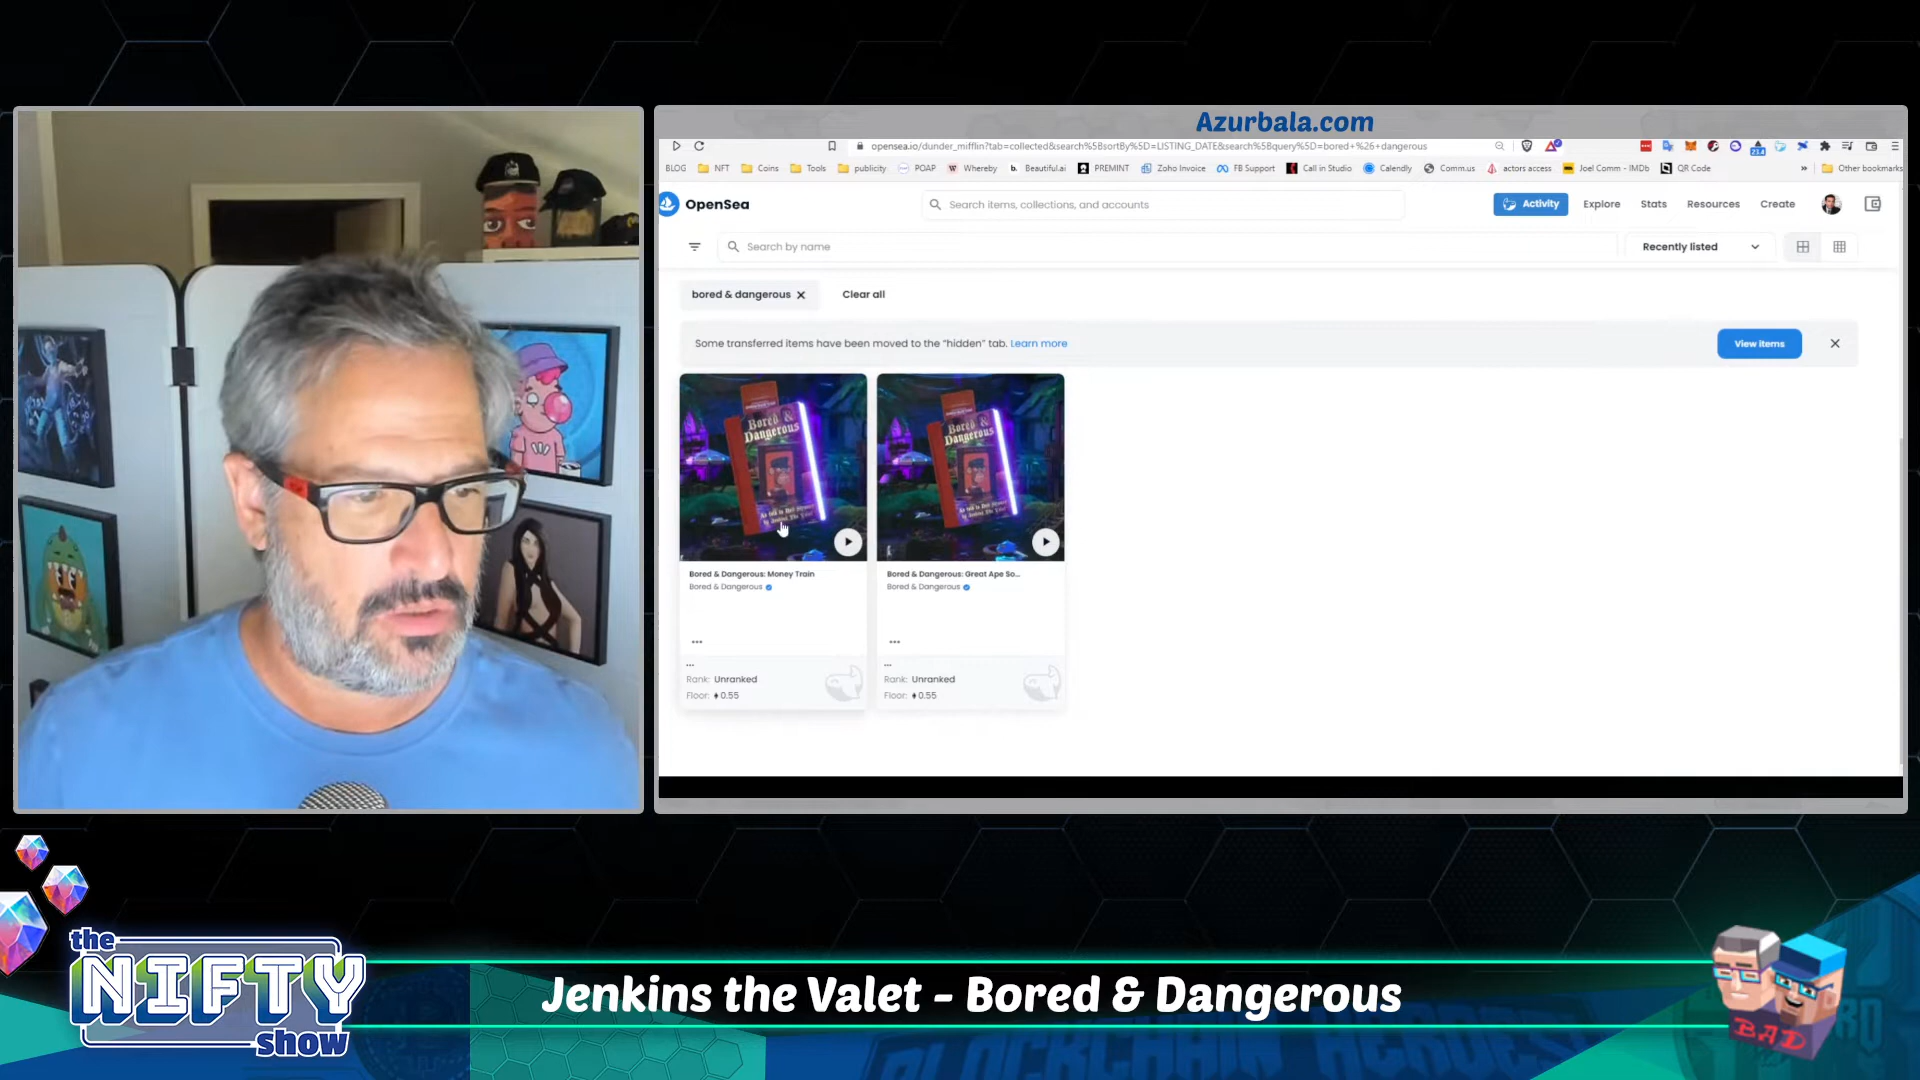 Azurbala.com
opensea.io/dunder_mifflin?tab=collected&search%5BsortBy%5D=LISTING_DATE&search%5Bquery%5D=bored+%26+dangerous
BLOG NFT Coins Tools publicity POAP Whereby b. Beautiful.ai PREMINT Zoho Invoice FB Support Call in Studio Calendly Comm.us actors access Joel Comm - IMDb QR Code » Other bookmarks
OpenSea
Search items, collections, and accounts
Activity Explore Stats Resources Create
Search by name
Recently listed
bored & dangerous
Clear all
Some transferred items have been moved to the "hidden" tab. Learn more
View items
Bored & Dangerous
Bored & Dangerous
Bored & Dangerous: Money Train
Bored & Dangerous
...
...
Rank: Unranked
Floor: 0.55
Bored & Dangerous: Great Ape So...
Bored & Dangerous
...
...
Rank: Unranked
Floor: 0.55
the
NIFTY
show
Jenkins the Valet - Bored & Dangerous
BAD